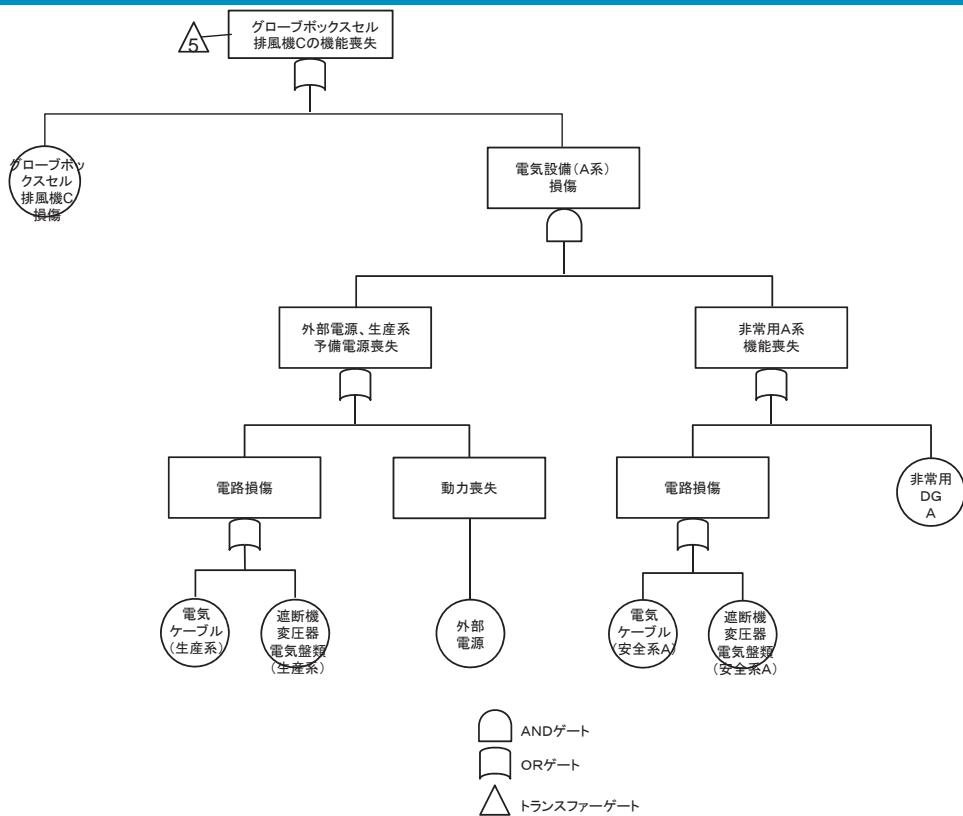 5
グローブボックスセル
排風機Cの機能喪失
グローブボッ
クスセル
排風機C
損傷
電気設備(A系)
損傷
外部電源、生産系
予備電源喪失
非常用A系
機能喪失
電路損傷
動力喪失
電路損傷
非常用
DG
A
電気
ケーブル
(生産系)
遮断機
変圧器
電気盤類
(生産系)
外部
電源
電気
ケーブル
(安全系A)
遮断機
変圧器
電気盤類
(安全系A)
ANDゲート
ORゲート
トランスファーゲート